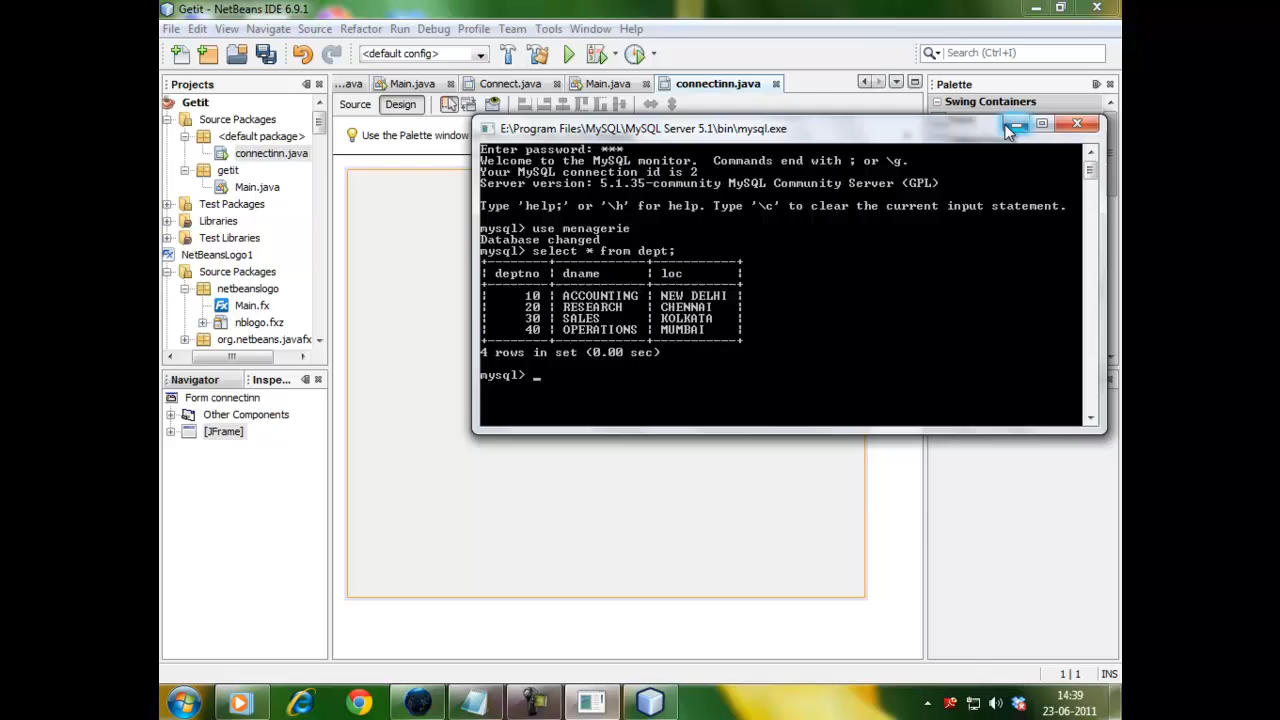 Getit - NetBeans IDE 6.9.1
File Edit View Navigate Source Refactor Run Debug Profile Team Tools Window Help
<default config>
Search (Ctrl+I)
Projects
...ava Main.java Connect.java Main.java connectinn.java
Palette
Getit
Source Design
Swing Containers
Source Packages
<default package>
Use the Palette window
connectinn.java
getit
Main.java
Test Packages
Libraries
Test Libraries
NetBeansLogo1
Source Packages
netbeanslogo
Main.fx
nblogo.fxz
org.netbeans.javafx
E:\Program Files\MySQL\MySQL Server 5.1\bin\mysql.exe
Enter password: ***
Welcome to the MySQL monitor.  Commands end with ; or \g.
Your MySQL connection id is 2
Server version: 5.1.35-community MySQL Community Server (GPL)
Type 'help;' or '\h' for help. Type '\c' to clear the current input statement.
mysql> use menagerie
Database changed
mysql> select * from dept;
+--------+------------+-----------+
| deptno | dname | loc |
+--------+------------+-----------+
| 10 | ACCOUNTING | NEW DELHI |
| 20 | RESEARCH | CHENNAI |
| 30 | SALES | KOLKATA |
| 40 | OPERATIONS | MUMBAI |
+--------+------------+-----------+
4 rows in set (0.00 sec)
mysql> _
Navigator Inspe...
Form connectinn
Other Components
[JFrame]
1 | 1 INS
14:39
23-06-2011